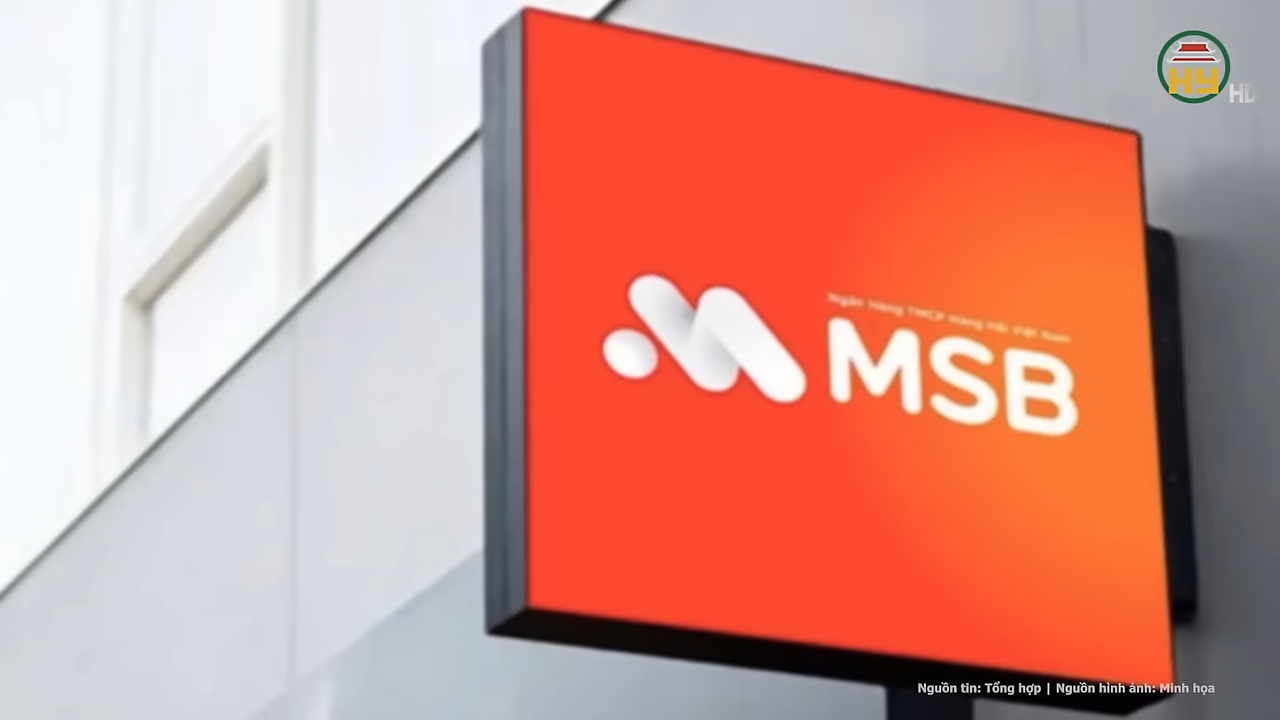 HY
HD
Ngân Hàng TMCP Hàng Hải Việt Nam
MSB
Nguồn tin: Tổng hợp | Nguồn hình ảnh: Minh họa